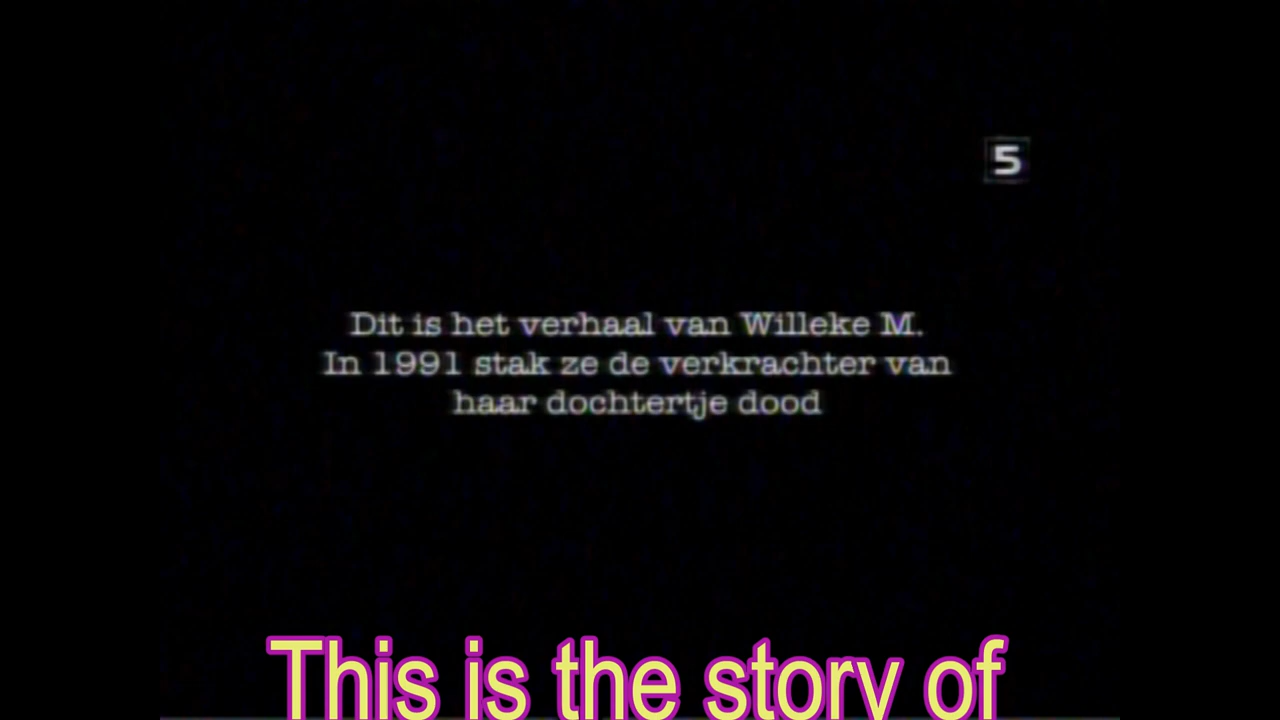 5
Dit is het verhaal van Willeke M.
In 1991 stak ze de verkrachter van
haar dochtertje dood
This is the story of